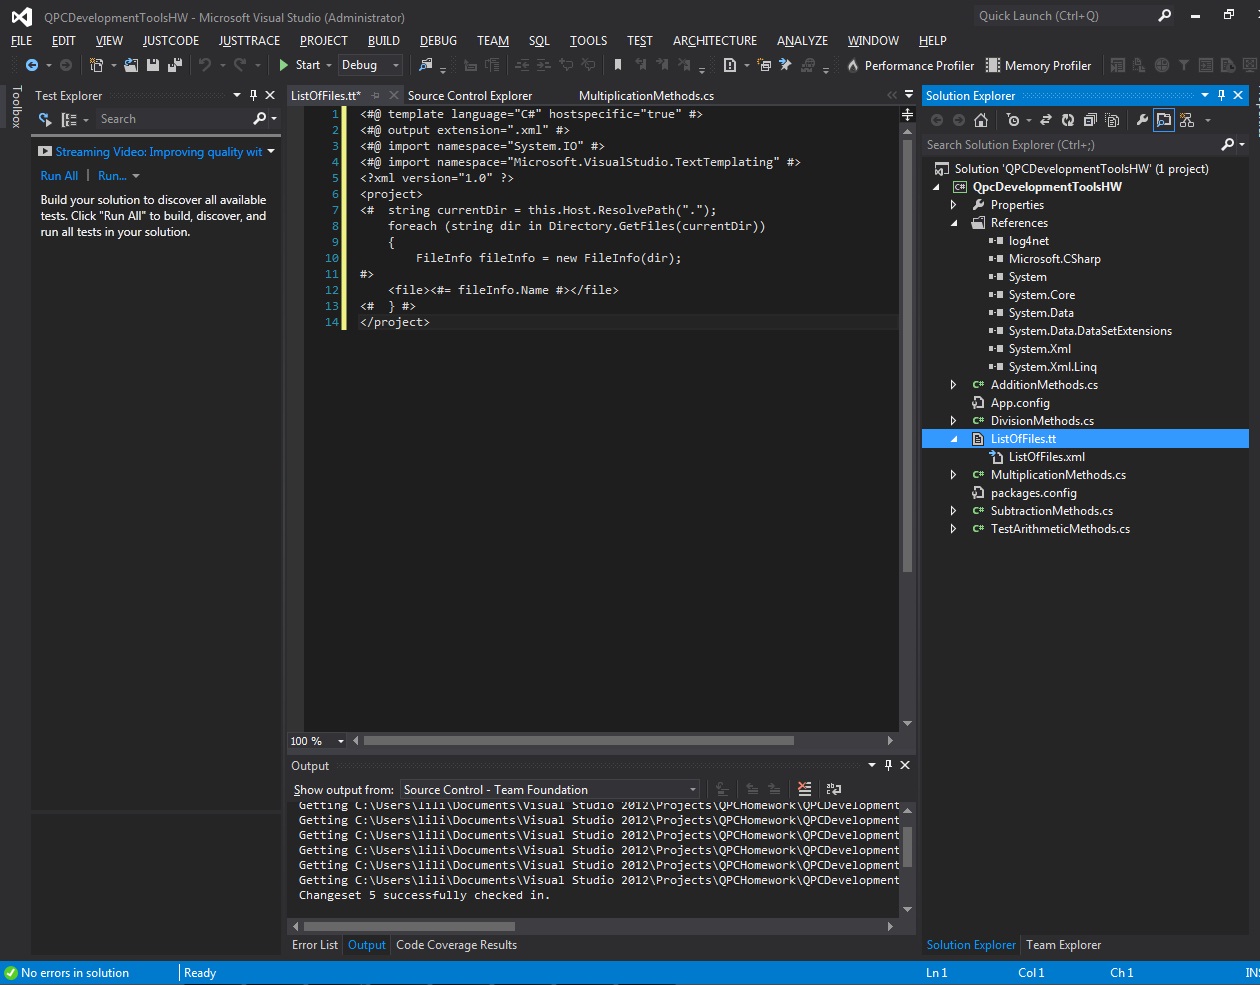 QPCDevelopmentToolsHW - Microsoft Visual Studio (Administrator)
Quick Launch (Ctrl+Q)
FILE EDIT VIEW JUSTCODE JUSTTRACE PROJECT BUILD DEBUG TEAM SQL TOOLS TEST ARCHITECTURE ANALYZE WINDOW HELP
Start Debug Performance Profiler Memory Profiler
Toolbox
Test Explorer
Search
Streaming Video: Improving quality wit
Run All | Run...
Build your solution to discover all available
tests. Click "Run All" to build, discover, and
run all tests in your solution.
ListOfFiles.tt* Source Control Explorer MultiplicationMethods.cs
1 <#@ template language="C#" hostspecific="true" #>
2 <#@ output extension=".xml" #>
3 <#@ import namespace="System.IO" #>
4 <#@ import namespace="Microsoft.VisualStudio.TextTemplating" #>
5 <?xml version="1.0" ?>
6 <project>
7 <#  string currentDir = this.Host.ResolvePath(".");
8     foreach (string dir in Directory.GetFiles(currentDir))
9     {
10         FileInfo fileInfo = new FileInfo(dir);
11 #>
12     <file><#= fileInfo.Name #></file>
13 <#  } #>
14 </project>
100 %
Output
Show output from: Source Control - Team Foundation
Getting C:\Users\lili\Documents\Visual Studio 2012\Projects\QPCHomework\QPCDevelopment
Getting C:\Users\lili\Documents\Visual Studio 2012\Projects\QPCHomework\QPCDevelopment
Getting C:\Users\lili\Documents\Visual Studio 2012\Projects\QPCHomework\QPCDevelopment
Getting C:\Users\lili\Documents\Visual Studio 2012\Projects\QPCHomework\QPCDevelopment
Getting C:\Users\lili\Documents\Visual Studio 2012\Projects\QPCHomework\QPCDevelopment
Getting C:\Users\lili\Documents\Visual Studio 2012\Projects\QPCHomework\QPCDevelopment
Changeset 5 successfully checked in.
Error List Output Code Coverage Results
Solution Explorer
Search Solution Explorer (Ctrl+;)
Solution 'QPCDevelopmentToolsHW' (1 project)
C# QpcDevelopmentToolsHW
Properties
References
log4net
Microsoft.CSharp
System
System.Core
System.Data
System.Data.DataSetExtensions
System.Xml
System.Xml.Linq
C# AdditionMethods.cs
App.config
C# DivisionMethods.cs
ListOfFiles.tt
ListOfFiles.xml
C# MultiplicationMethods.cs
packages.config
C# SubtractionMethods.cs
C# TestArithmeticMethods.cs
Solution Explorer Team Explorer
No errors in solution | Ready Ln 1 Col 1 Ch 1 IN